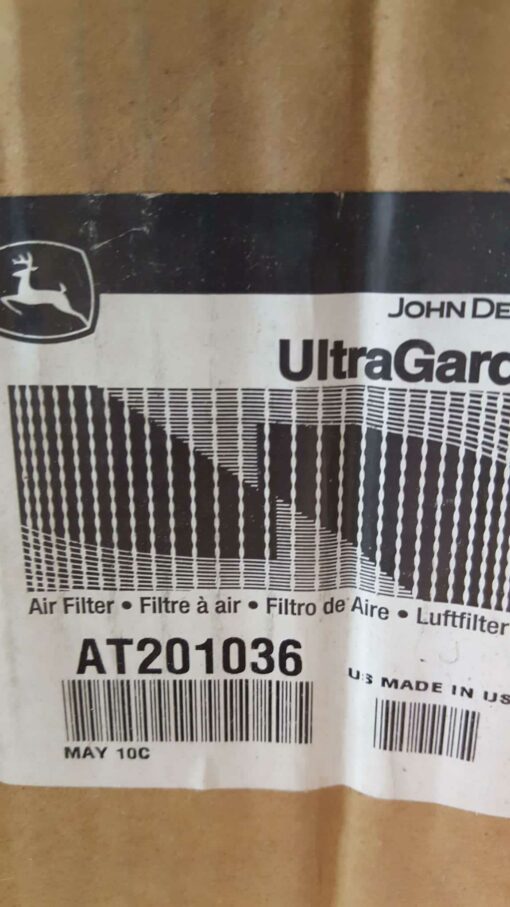 JOHN DE
UltraGard
Air Filter • Filtre à air • Filtro de Aire • Luftfilter
AT201036
US MADE IN US
MAY 10C